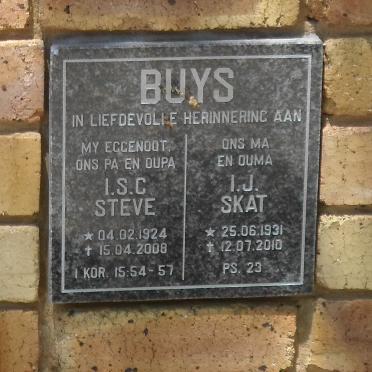 BUYS
IN LIEFDEVOLLE HERINNERING AAN
MY EGGENOOT,
ONS PA EN OUPA
I.S.C
STEVE
* 04.02.1924
† 15.04.2008
I KOR. 15:54-57
ONS MA
EN OUMA
I.J.
SKAT
* 25.06.1931
† 12.07.2010
PS. 23